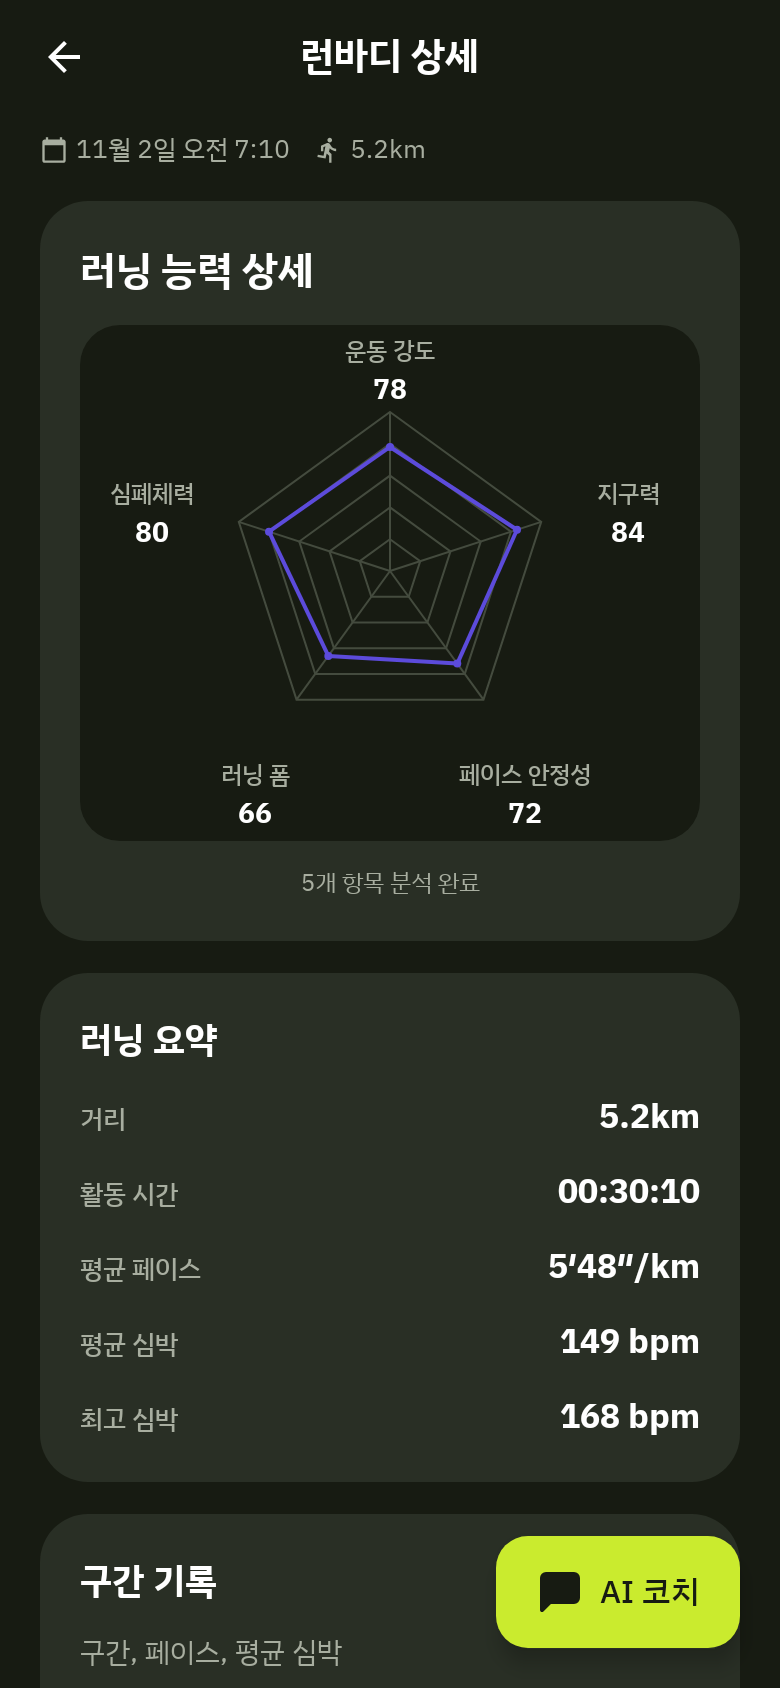 런바디 상세
11월 2일 오전 7:10 5.2km
러닝 능력 상세
운동 강도
78
심폐체력
80
지구력
84
러닝 폼
66
페이스 안정성
72
5개 항목 분석 완료
러닝 요약
거리 5.2km
활동 시간 00:30:10
평균 페이스 5′48″/km
평균 심박 149 bpm
최고 심박 168 bpm
구간 기록
AI 코치
구간, 페이스, 평균 심박